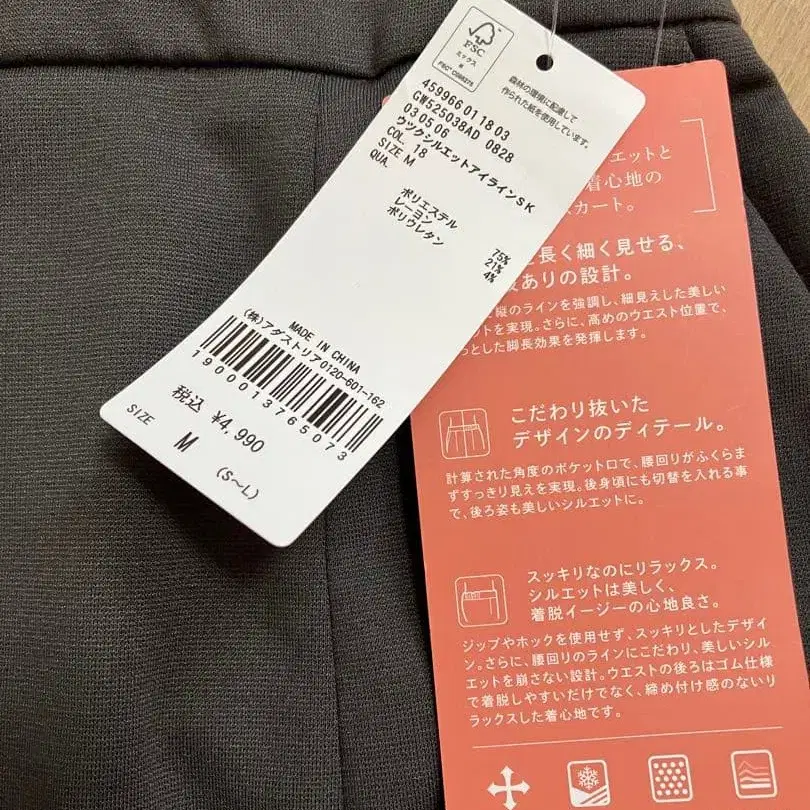 FSC
ミックス
紙
森林の環境に配慮して
作られた紙を使用しています。
459966 01 18 03
GW52503BAD 0828
03 05 06
ウツクシルエットアイラインSK
COL. 18
SIZE M
QUA.
ポリエステル 75%
レーヨン 21%
ポリウレタン 4%
MADE IN CHINA
(株)アダストリア0120-601-162
1900013765073
税込 ¥4,990
SIZE M (S〜L)
エットと
着心地の
スカート。
長く細く見せる、
ありの設計。
縦のラインを強調し、細見えした美しい
を実現。さらに、高めのウエスト位置で、
っとした脚長効果を発揮します。
こだわり抜いた
デザインのディテール。
計算された角度のポケット口で、腰回りがふくらま
ずすっきり見えを実現。後身頃にも切替を入れる事
で、後ろ姿も美しいシルエットに。
スッキリなのにリラックス。
シルエットは美しく、
着脱イージーの心地良さ。
ジップやホックを使用せず、スッキリとしたデザイ
ン。さらに、腰回りのラインにこだわり、美しいシル
エットを崩さない設計。ウエストの後ろはゴム仕様
で着脱しやすいだけでなく、締め付け感のないリ
ラックスした着心地です。